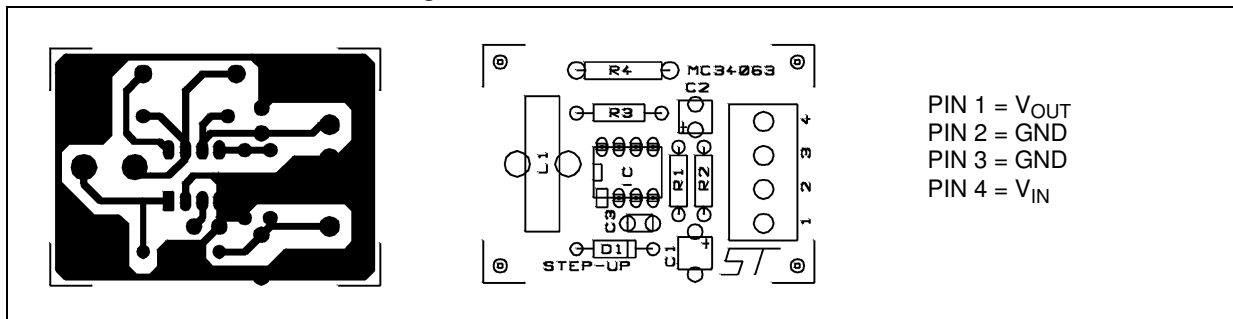 R4
MC34063
C2
+
R3
L1
IC
R1
R2
4
3
2
1
C3
D1
C1
+
STEP-UP
ST
PIN 1 = VOUT
PIN 2 = GND
PIN 3 = GND
PIN 4 = VIN